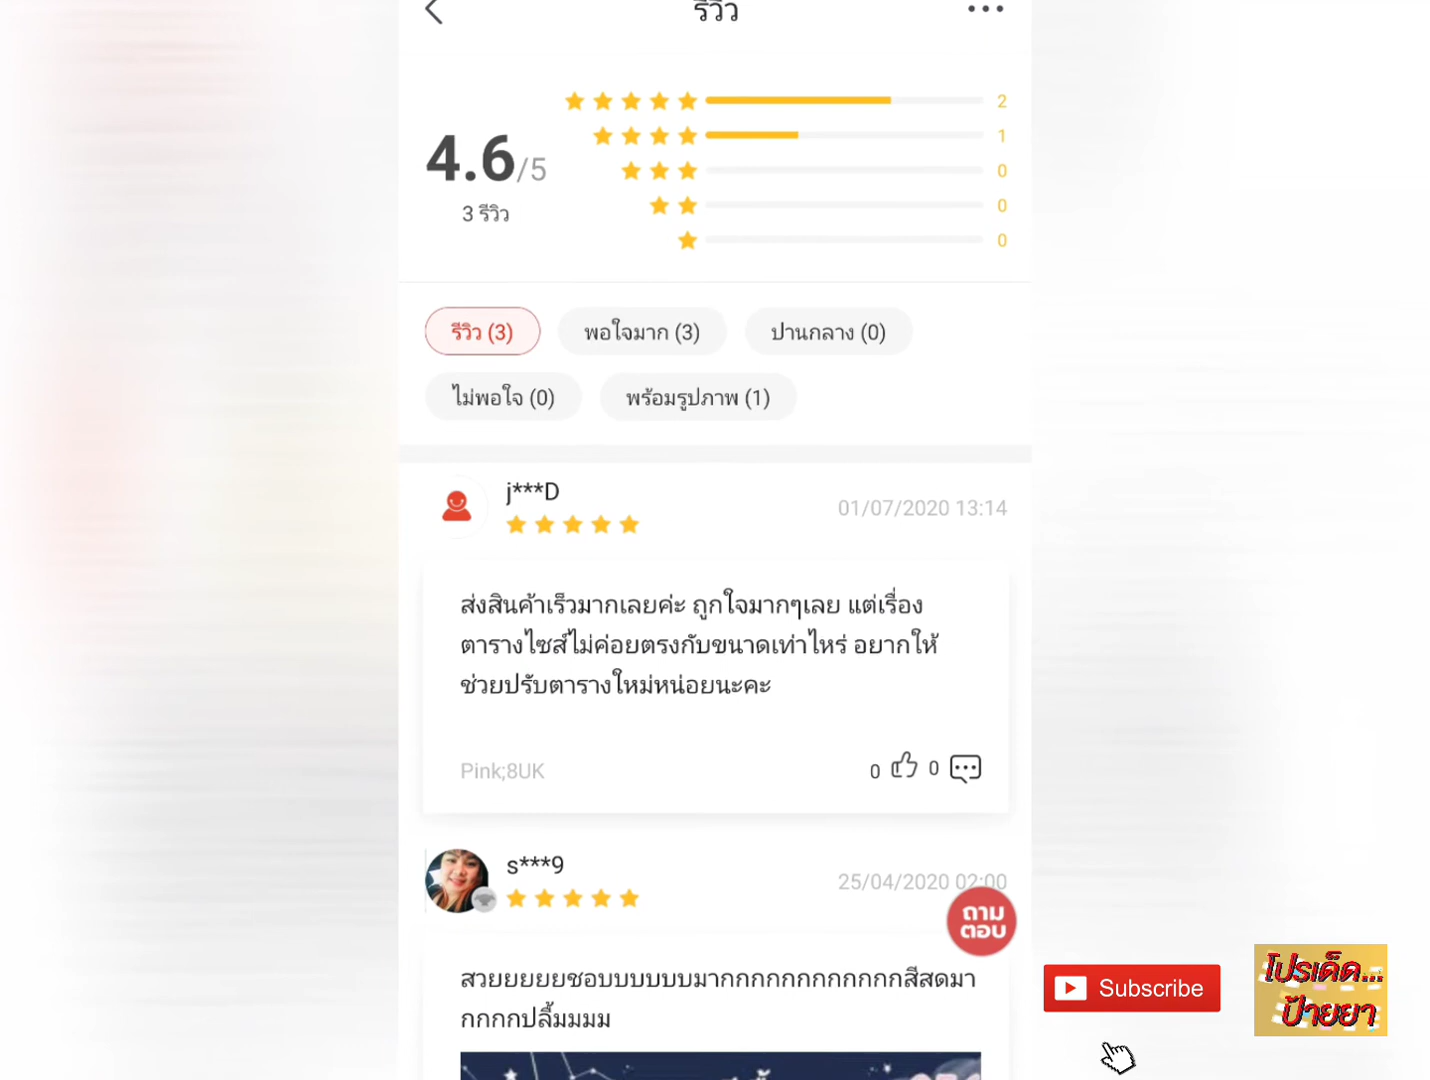 รีวิว
4.6/5
3 รีวิว
2
1
0
0
0
รีวิว (3)
พอใจมาก (3)
ปานกลาง (0)
ไม่พอใจ (0)
พร้อมรูปภาพ (1)
j***D
01/07/2020 13:14
ส่งสินค้าเร็วมากเลยค่ะ ถูกใจมากๆเลย แต่เรื่อง
ตารางไซส์ไม่ค่อยตรงกับขนาดเท่าไหร่ อยากให้
ช่วยปรับตารางใหม่หน่อยนะคะ
Pink;8UK
0
0
s***9
25/04/2020 02:00
ถาม
ตอบ
สวยยยยยชอบบบบบบมากกกกกกกกกกกกสีสดมา
กกกกปลื้มมมม
Subscribe
โปรเด็ด...
ป้ายยา